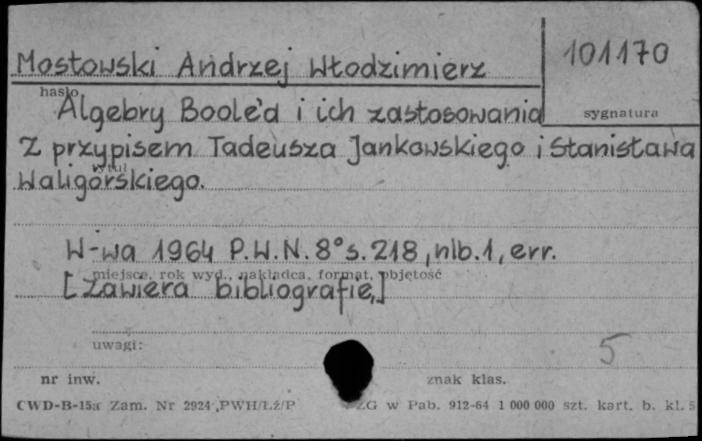 101170
Mostowski Andrzej Włodzimierz
hasło
sygnatura
Algebry Boole'a i ich zastosowania
Z przypisem Tadeusza Jankowskiego i Stanisława
tytuł
Waligórskiego.
W-wa 1964 P.W.N. 8° s. 218, nlb. 1, err.
miejsce, rok wyd., nakładca, format, objętość
[Zawiera bibliografię]
uwagi:
5
nr inw.
znak klas.
CWD-B-15a Zam. Nr 2924 PWH/Łź/P ZG w Pab. 912-64 1 000 000 szt. kart. b. kl. 5